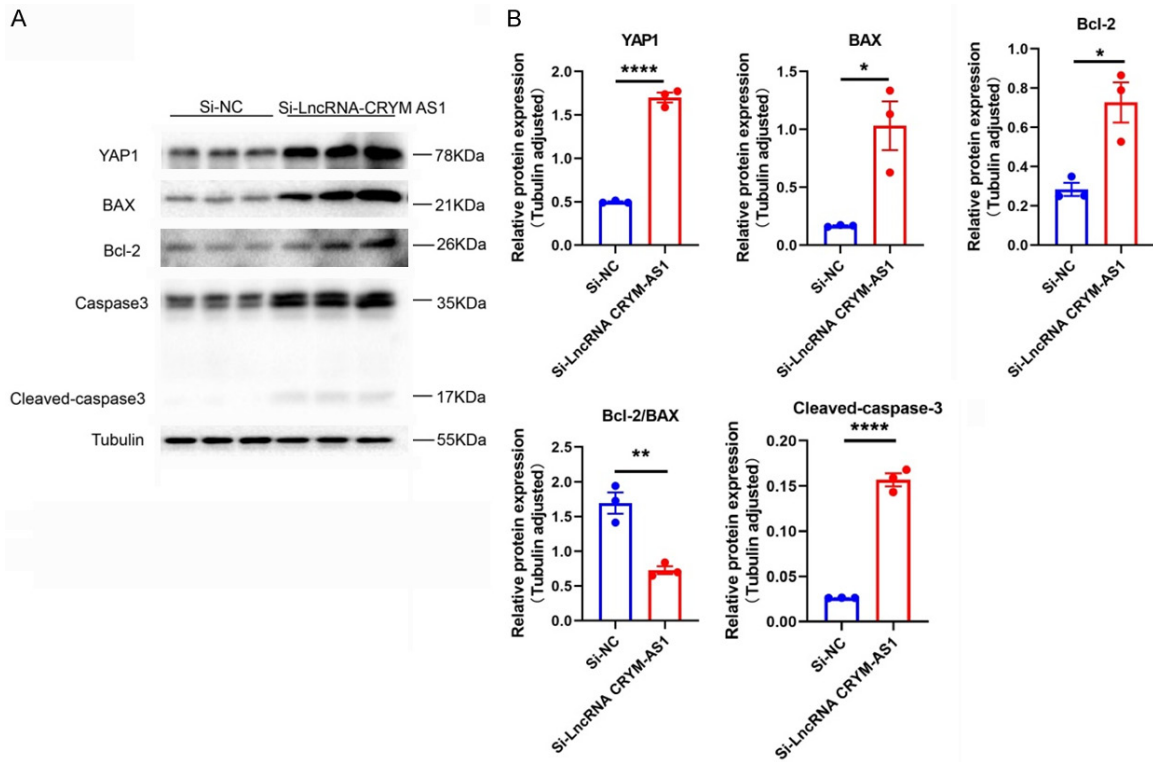 A
Si-NC Si-LncRNA-CRYM AS1
YAP1 78KDa
BAX 21KDa
Bcl-2 26KDa
Caspase3 35KDa
Cleaved-caspase3 17KDa
Tubulin 55KDa
B
YAP1
Relative protein expression
(Tubulin adjusted)
2.0
1.5
1.0
0.5
0.0
****
Si-NC
Si-LncRNA CRYM-AS1
BAX
Relative protein expression
(Tubulin adjusted)
1.5
1.0
0.5
0.0
*
Si-NC
Si-LncRNA CRYM-AS1
Bcl-2
Relative protein expression
(Tubulin adjusted)
1.0
0.8
0.6
0.4
0.2
0.0
*
Si-NC
Si-LncRNA CRYM-AS1
Bcl-2/BAX
Relative protein expression
(Tubulin adjusted)
2.0
1.5
1.0
0.5
0.0
**
Si-NC
Si-LncRNA CRYM-AS1
Cleaved-caspase-3
Relative protein expression
(Tubulin adjusted)
0.20
0.15
0.10
0.05
0.00
****
Si-NC
Si-LncRNA CRYM-AS1